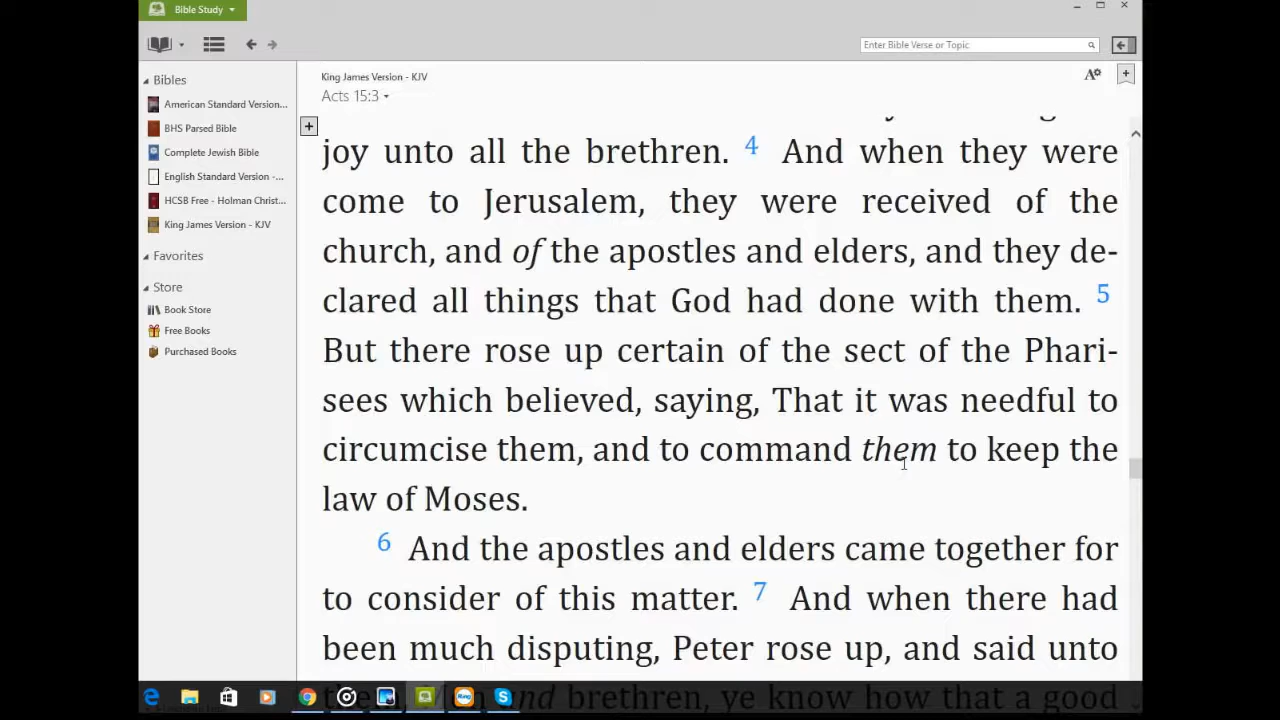 Bible Study
Enter Bible Verse or Topic
Bibles
American Standard Version...
BHS Parsed Bible
Complete Jewish Bible
English Standard Version -...
HCSB Free - Holman Christ...
King James Version - KJV
Favorites
Store
Book Store
Free Books
Purchased Books
King James Version - KJV
Acts 15:3
joy unto all the brethren. 4 And when they were
come to Jerusalem, they were received of the
church, and of the apostles and elders, and they de-
clared all things that God had done with them. 5
But there rose up certain of the sect of the Phari-
sees which believed, saying, That it was needful to
circumcise them, and to command them to keep the
law of Moses.
6 And the apostles and elders came together for
to consider of this matter. 7 And when there had
been much disputing, Peter rose up, and said unto
and brethren, ye know how that a good